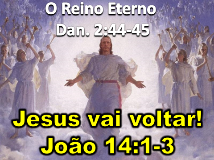 O Reino Eterno
Dan. 2:44-45
Jesus vai voltar!
João 14:1-3